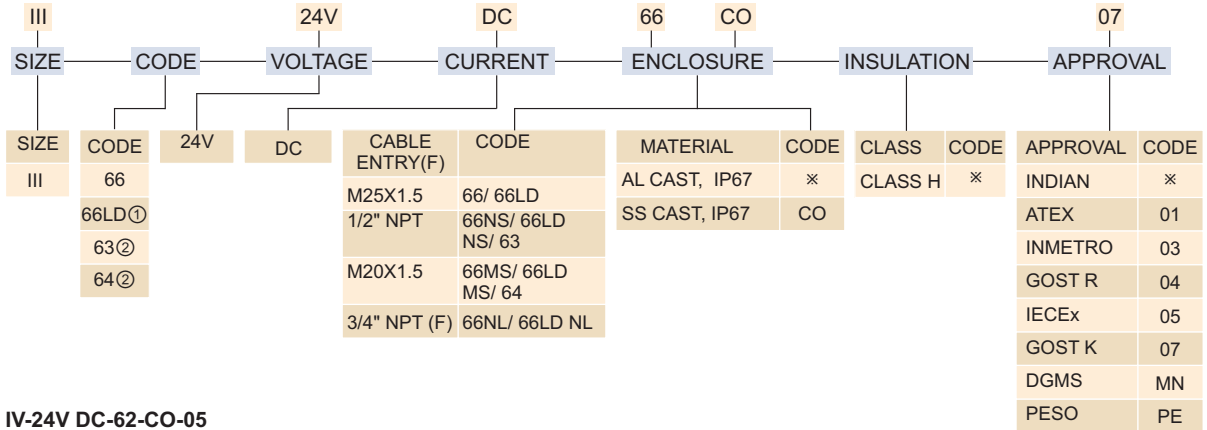 III 24V DC 66 CO 07
SIZE CODE VOLTAGE CURRENT ENCLOSURE INSULATION APPROVAL
SIZE
III
CODE
66
66LD①
63②
64②
24V
DC
CABLE ENTRY(F) CODE
M25X1.5 66/ 66LD
1/2" NPT 66NS/ 66LD
NS/ 63
M20X1.5 66MS/ 66LD
MS/ 64
3/4" NPT (F) 66NL/ 66LD NL
MATERIAL CODE
AL CAST, IP67 ※
SS CAST, IP67 CO
CLASS CODE
CLASS H ※
APPROVAL CODE
INDIAN ※
ATEX 01
INMETRO 03
GOST R 04
IECEx 05
GOST K 07
DGMS MN
PESO PE
IV-24V DC-62-CO-05